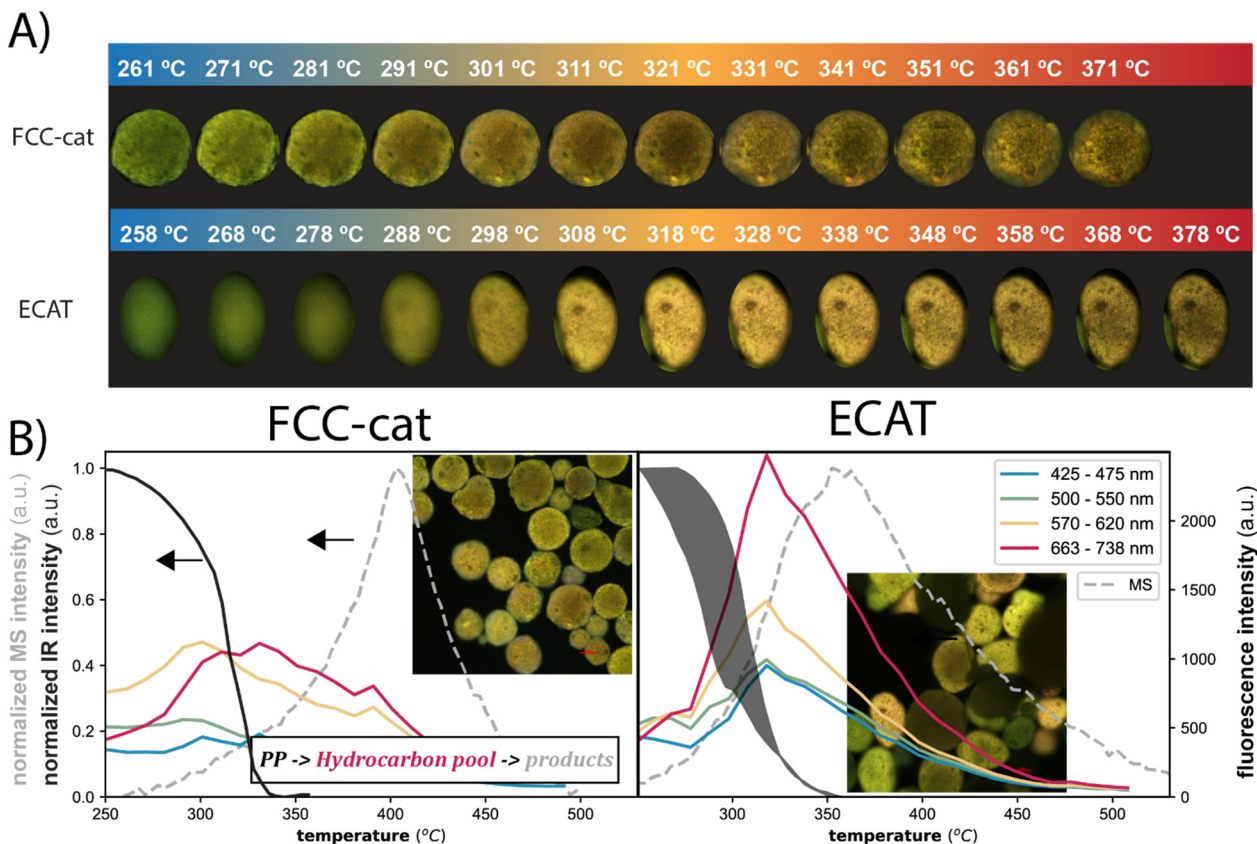 A)
261 ºC 271 ºC 281 ºC 291 ºC 301 ºC 311 ºC 321 ºC 331 ºC 341 ºC 351 ºC 361 ºC 371 ºC
FCC-cat
258 ºC 268 ºC 278 ºC 288 ºC 298 ºC 308 ºC 318 ºC 328 ºC 338 ºC 348 ºC 358 ºC 368 ºC 378 ºC
ECAT
B)
FCC-cat
ECAT
normalized MS intensity (a.u.)
normalized IR intensity (a.u.)
1.0
0.8
0.6
0.4
0.2
0.0
PP -> Hydrocarbon pool -> products
250 300 350 400 450 500
temperature (°C)
425 - 475 nm
500 - 550 nm
570 - 620 nm
663 - 738 nm
MS
300 350 400 450 500
temperature (°C)
2000
1500
1000
500
0
fluorescence intensity (a.u.)